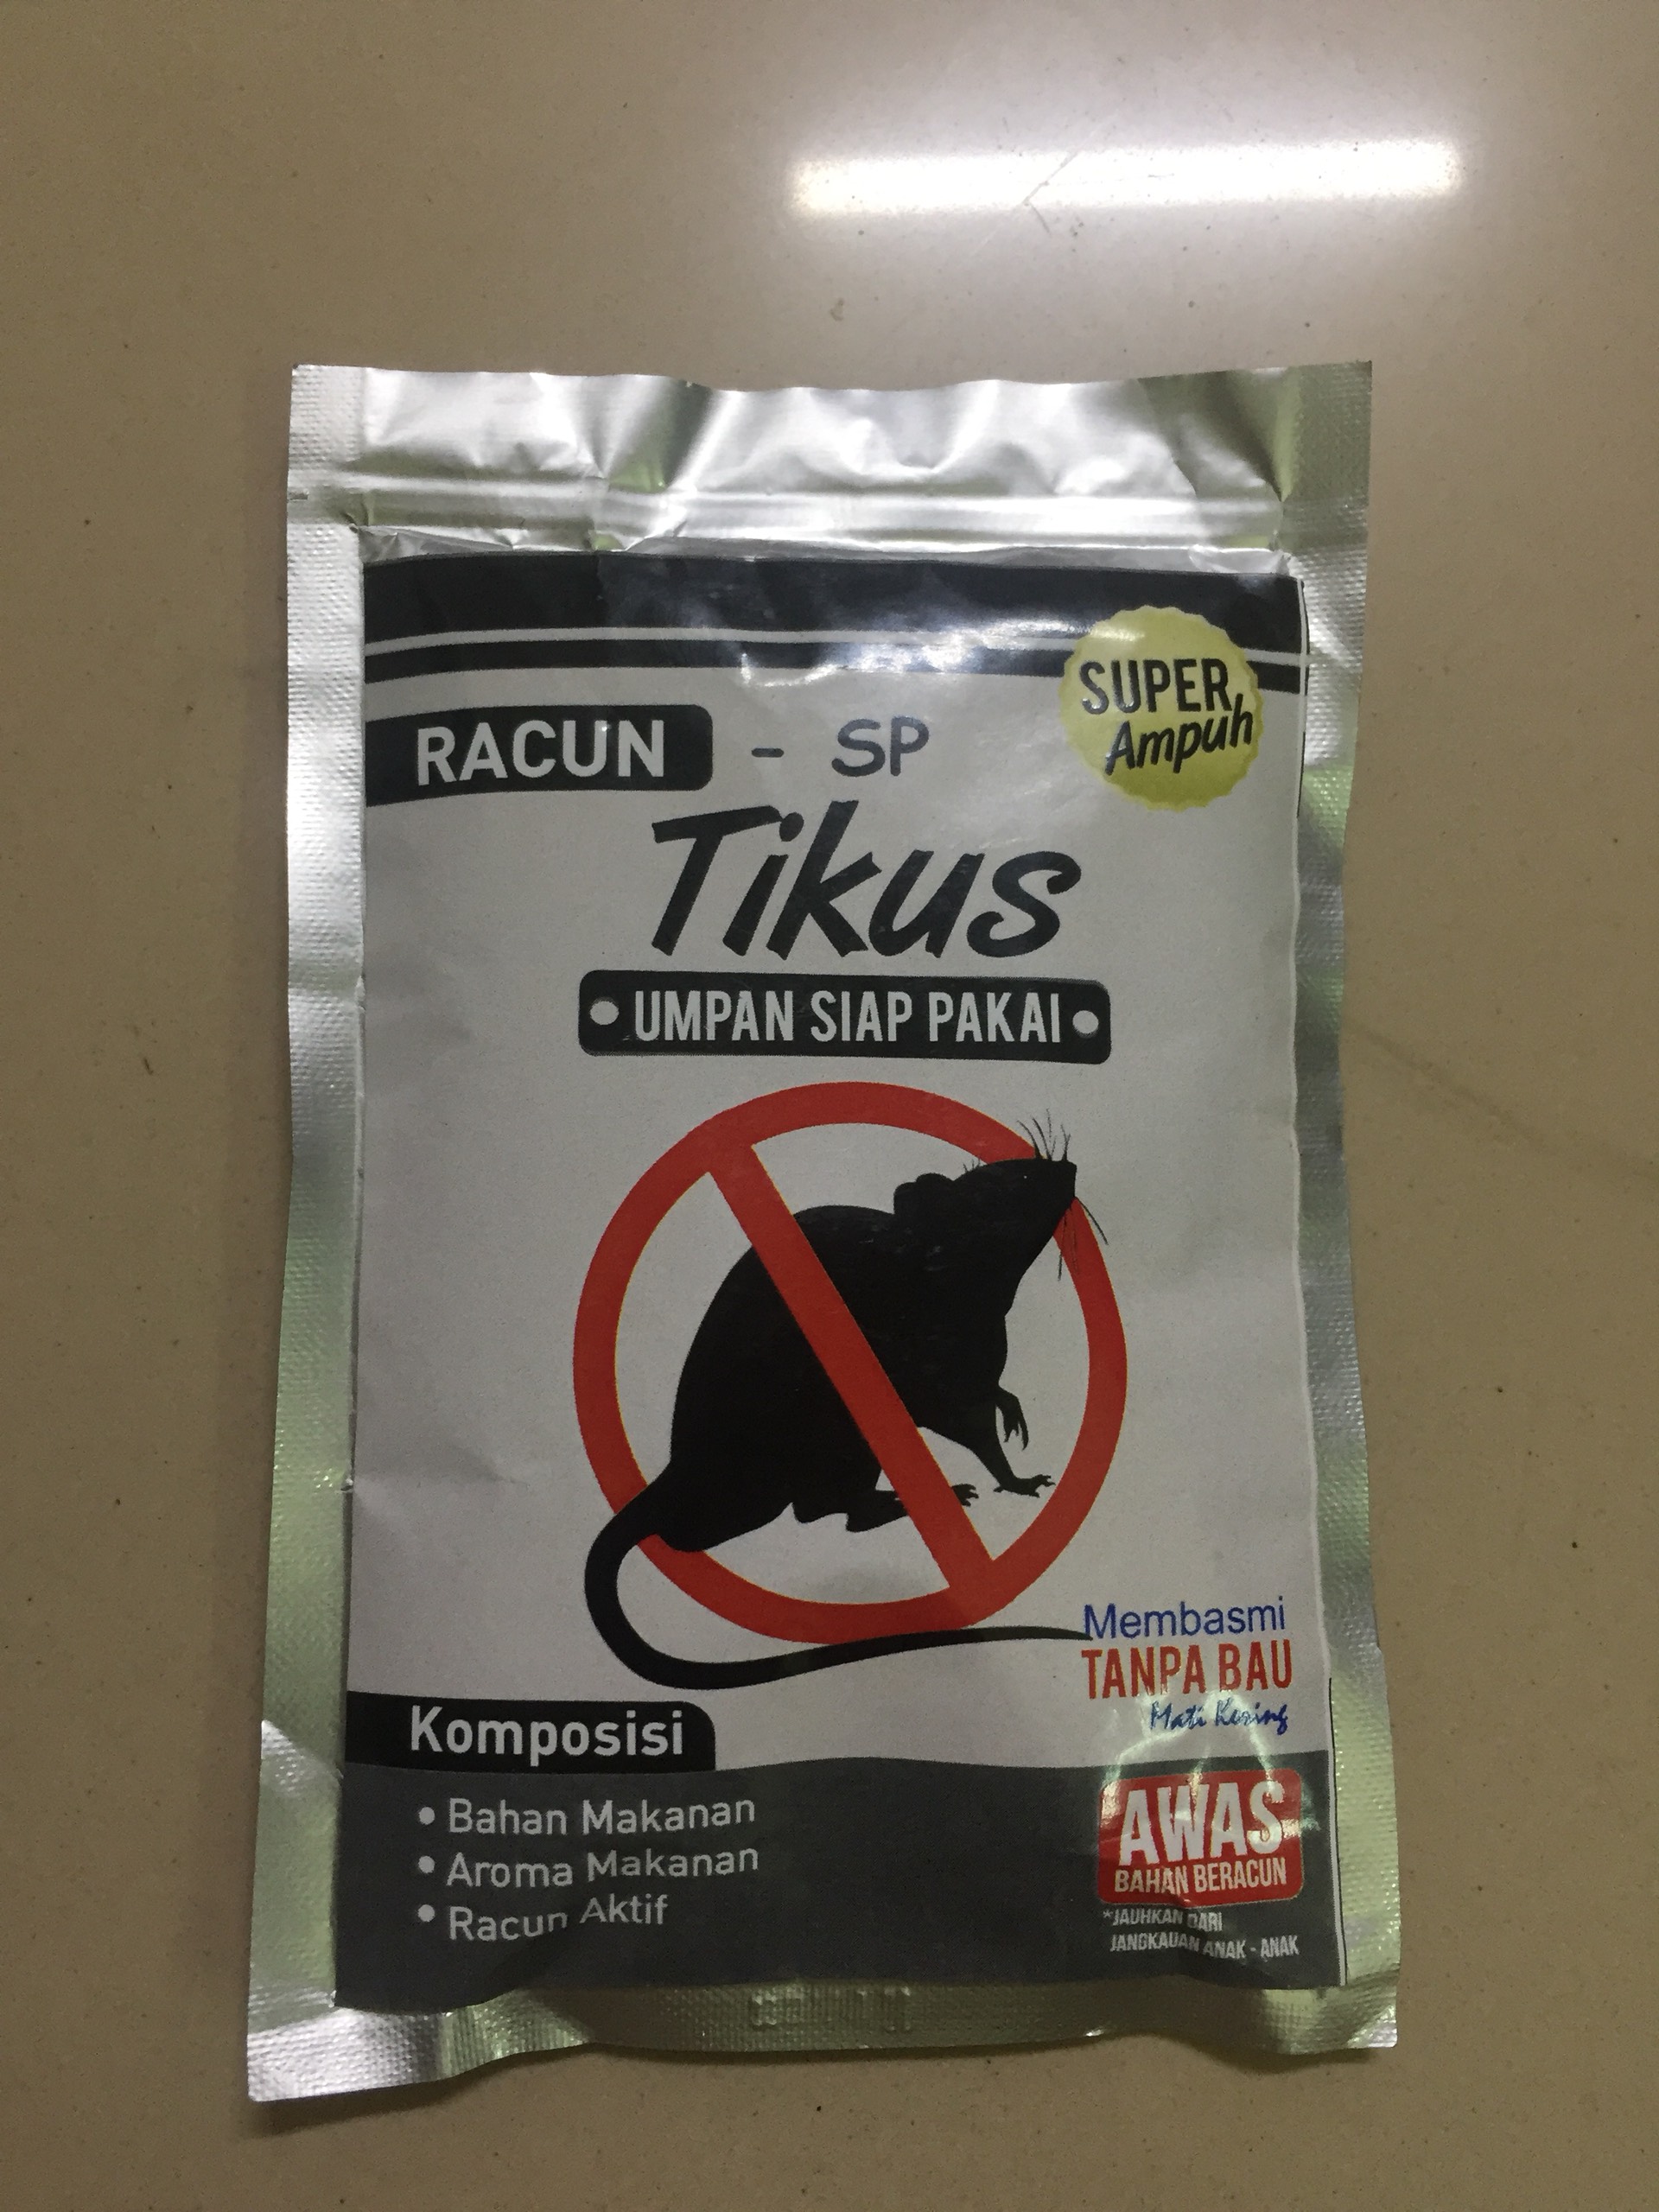 SUPER
Ampuh
RACUN - SP
Tikus
UMPAN SIAP PAKAI
Membasmi
TANPA BAU
Mati Kering
Komposisi
• Bahan Makanan
• Aroma Makanan
• Racun Aktif
AWAS
BAHAN BERACUN
*JAUHKAN DARI
JANGKAUAN ANAK - ANAK